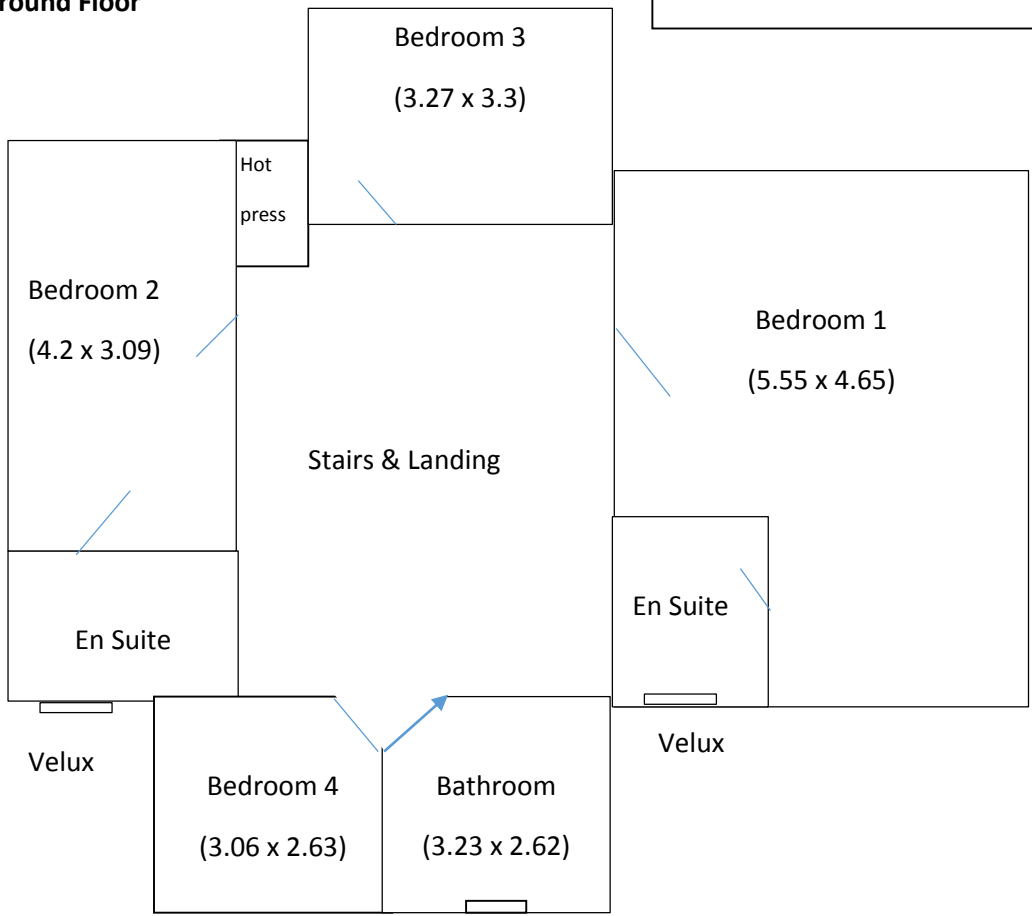 round Floor
Bedroom 3
(3.27 x 3.3)
Hot
press
Bedroom 2
(4.2 x 3.09)
Bedroom 1
(5.55 x 4.65)
Stairs & Landing
En Suite
En Suite
Velux
Velux
Bedroom 4
(3.06 x 2.63)
Bathroom
(3.23 x 2.62)